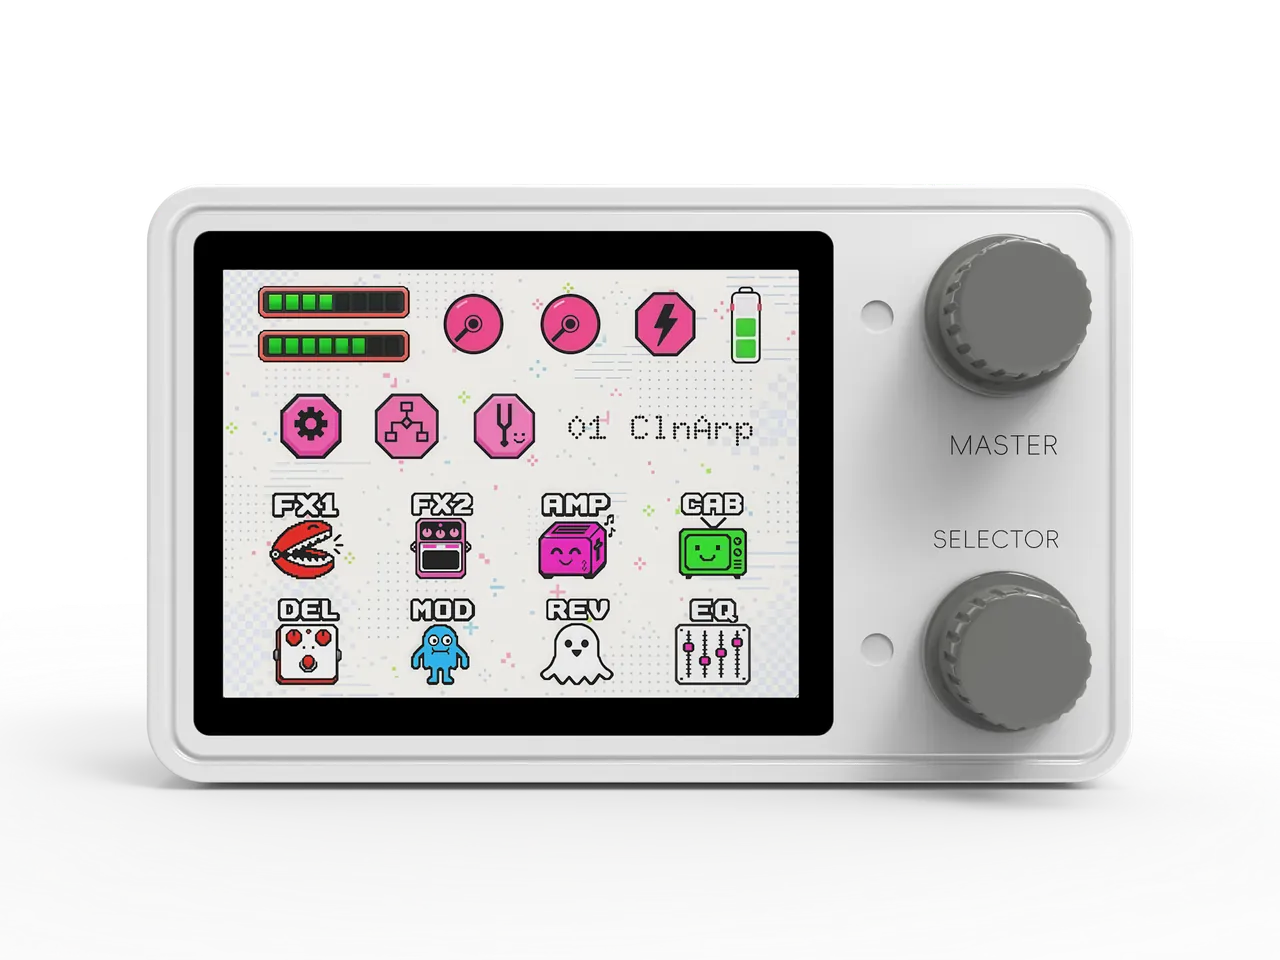 01 ClnArp
FX1 FX2 AMP CAB
DEL MOD REV EQ
MASTER
SELECTOR